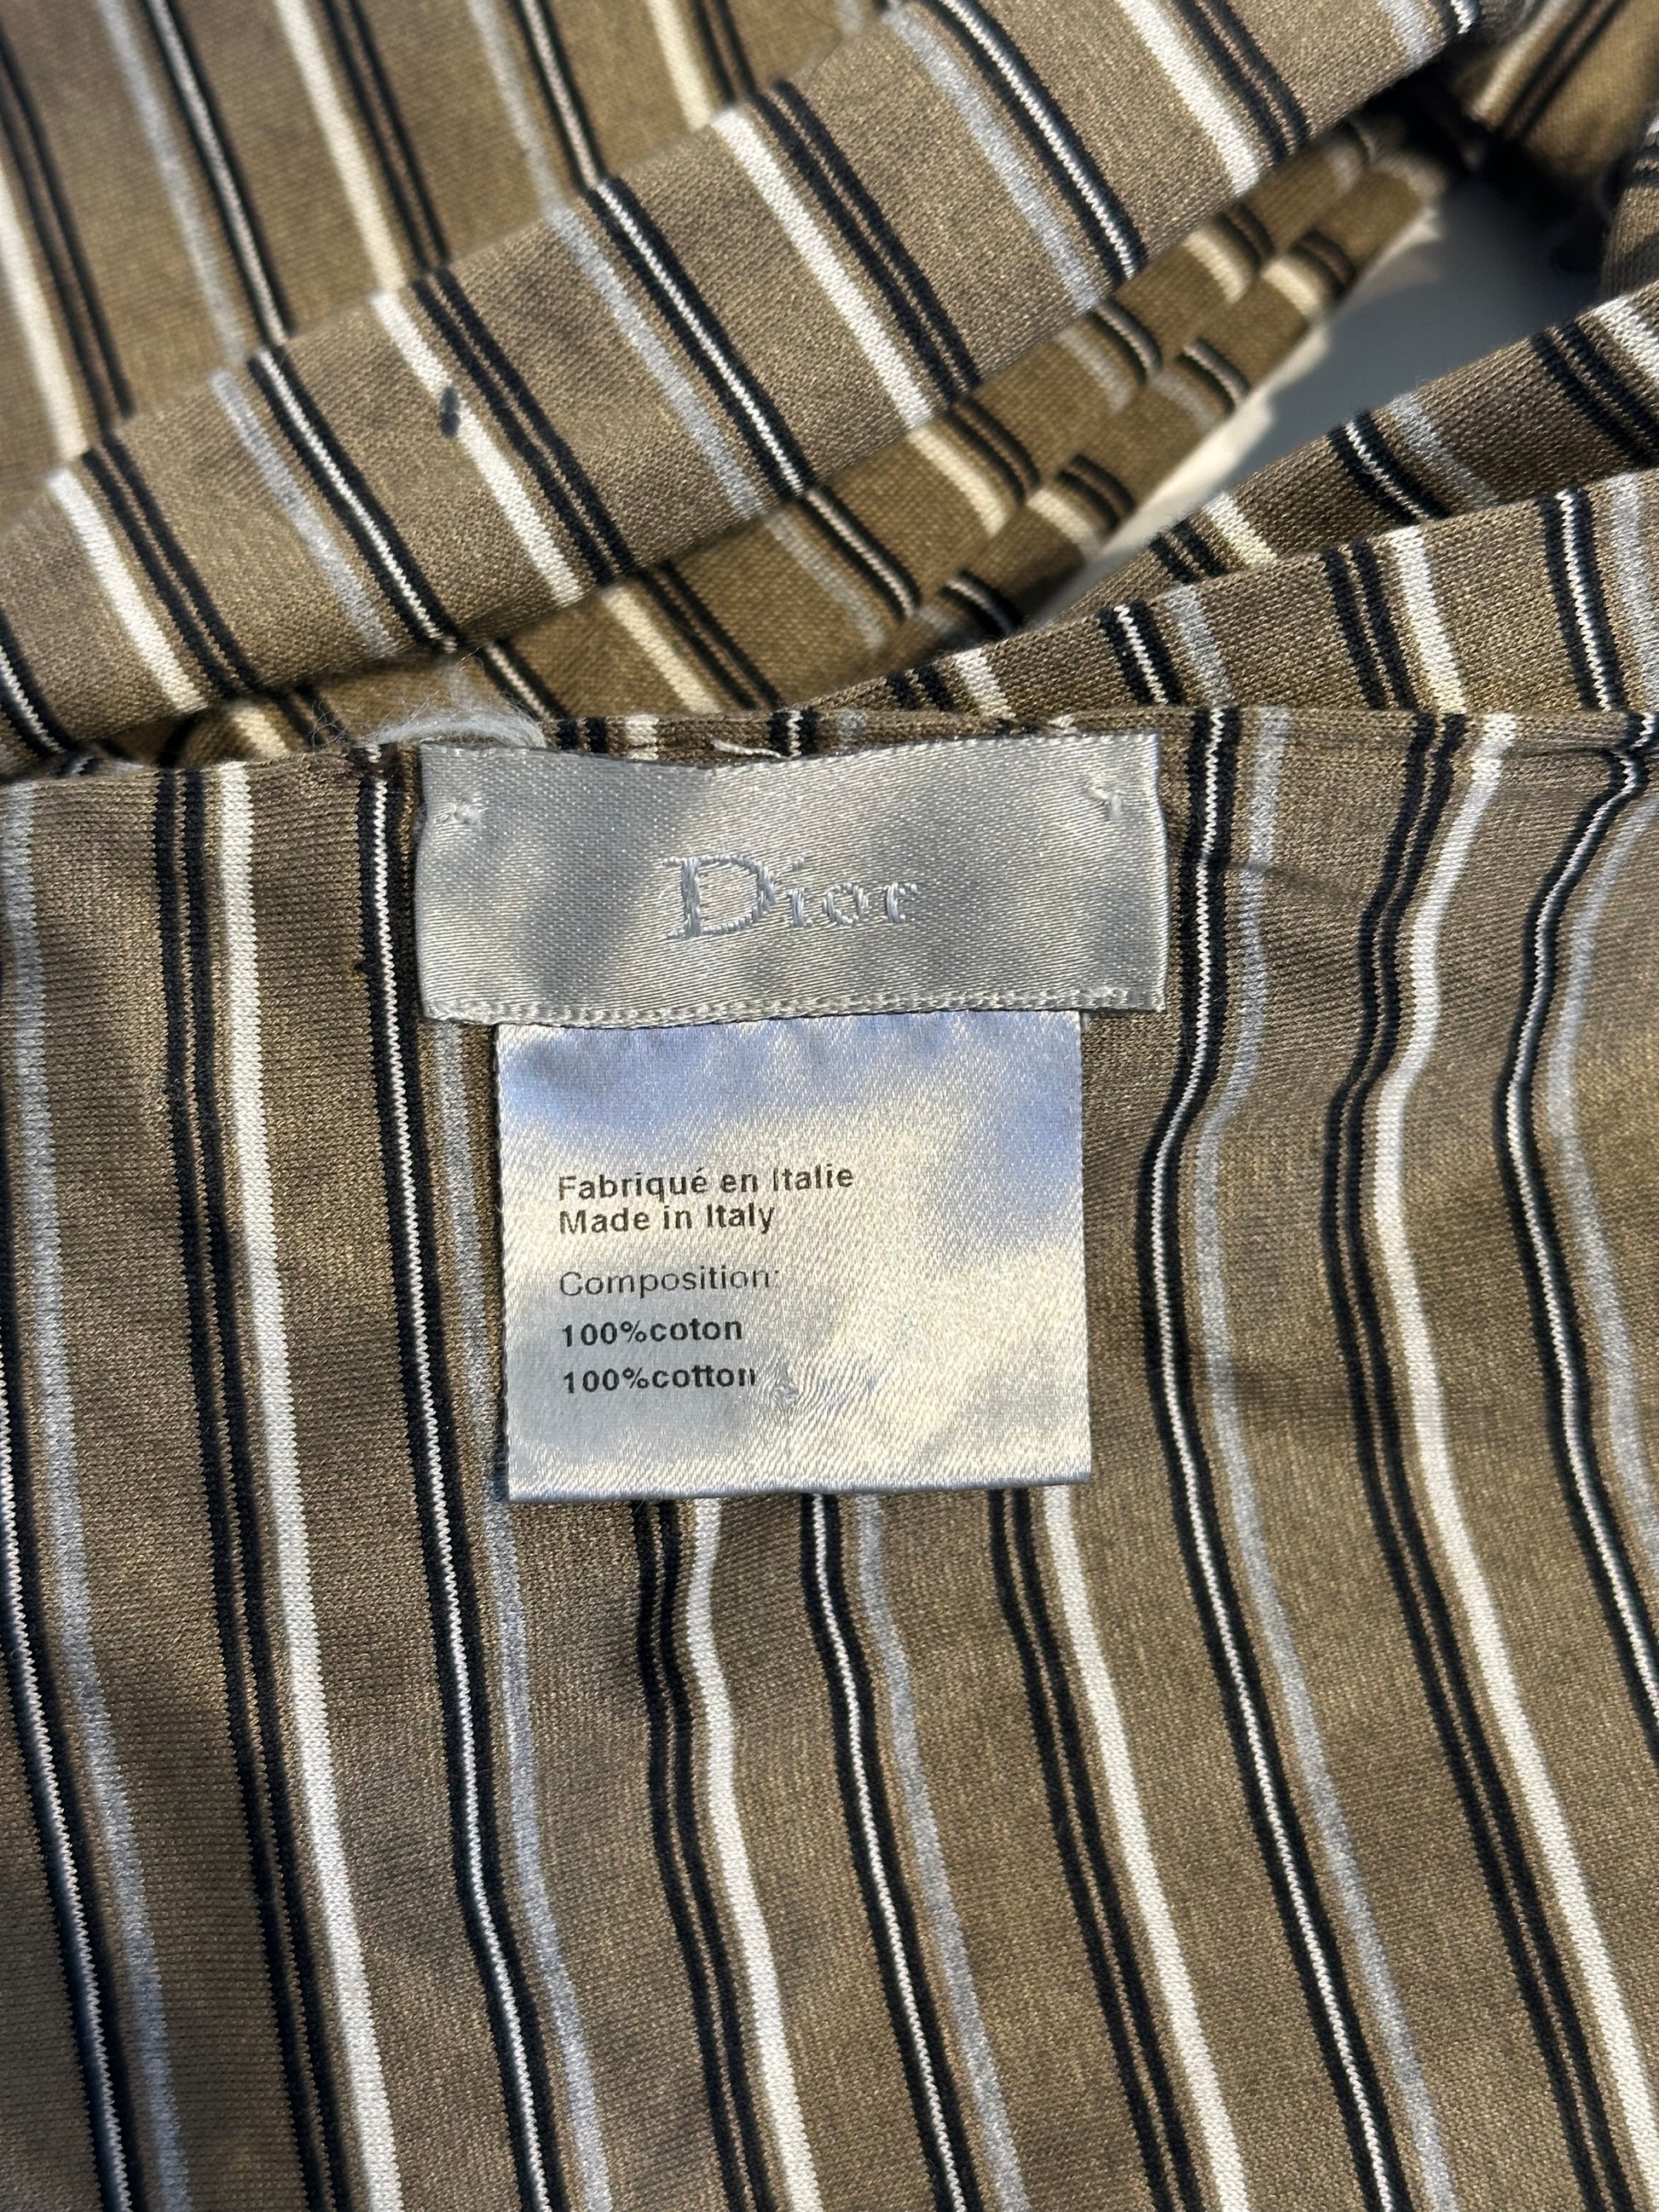 Dior
Fabriqué en Italie
Made in Italy
Composition:
100%coton
100%cotton